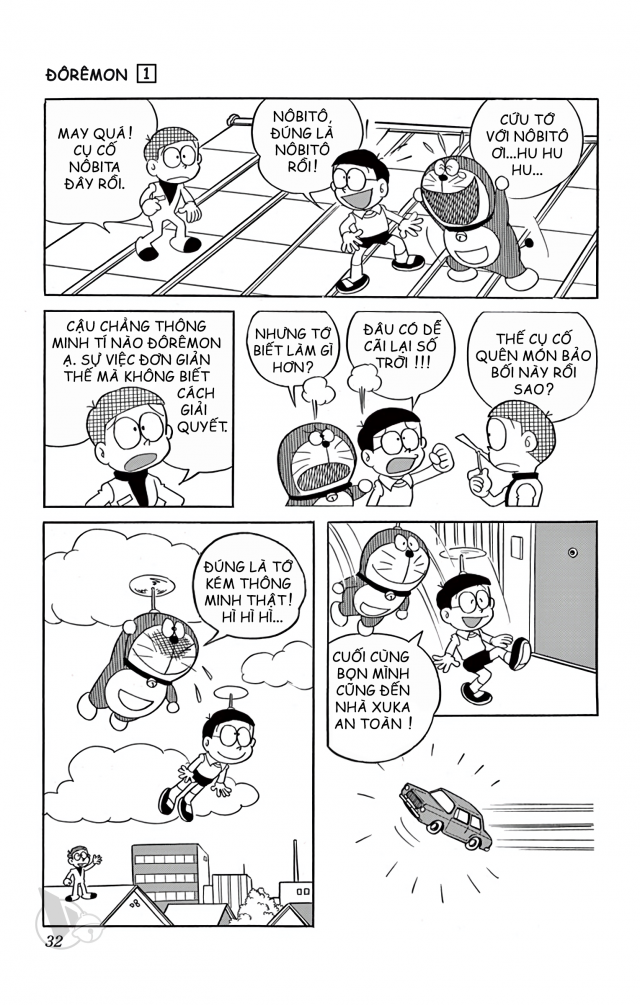 ĐÔRÊMON 1
MAY QUÁ!
CỤ CỐ
NÔBITA
ĐÂY RỒI.
NÔBITÔ,
ĐÚNG LÀ
NÔBITÔ
RỒI!
CỨU TỚ
VỚI NÔBITÔ
ƠI...HU HU
HU...
CẬU CHẲNG THÔNG
MINH TÍ NÀO ĐÔRÊMON
Ạ. SỰ VIỆC ĐƠN GIẢN
THẾ MÀ KHÔNG BIẾT
CÁCH
GIẢI
QUYẾT.
NHƯNG TỚ
BIẾT LÀM GÌ
HƠN?
ĐÂU CÓ DỄ
CÃI LẠI SỐ
TRỜI !!!
THẾ CỤ CỐ
QUÊN MÓN BẢO
BỐI NÀY RỒI
SAO?
ĐÚNG LÀ TỚ
KÉM THÔNG
MINH THẬT!
HÌ HÌ HÌ...
CUỐI CÙNG
BỌN MÌNH
CŨNG ĐẾN
NHÀ XUKA
AN TOÀN !
32